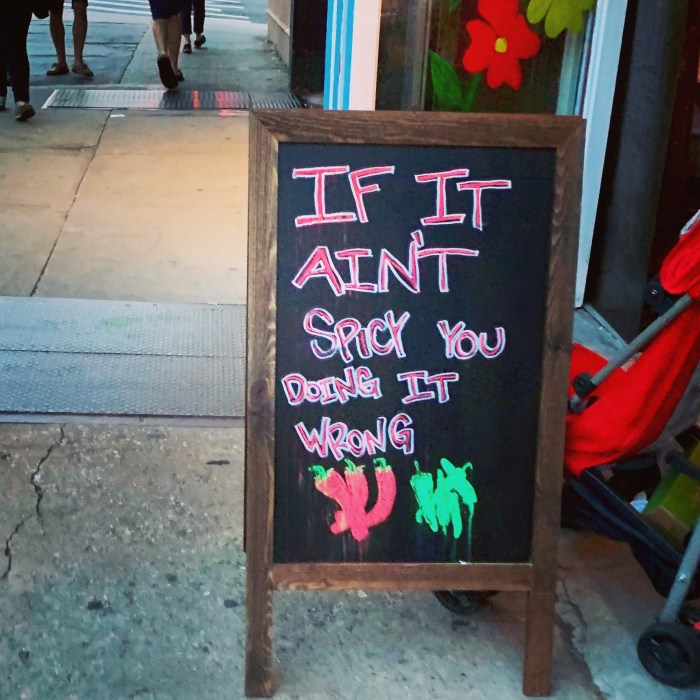 IF IT
AIN'T
SPICY YOU
DOING IT
WRONG